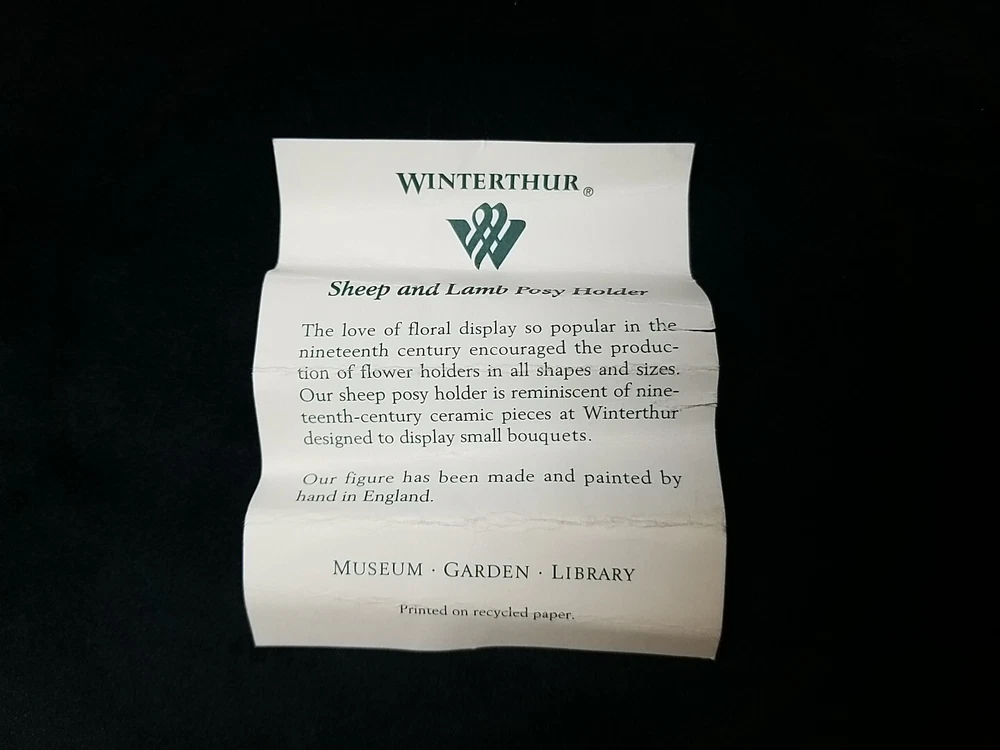 WINTERTHUR®
Sheep and Lamb Posy Holder
The love of floral display so popular in the
nineteenth century encouraged the produc-
tion of flower holders in all shapes and sizes.
Our sheep posy holder is reminiscent of nine-
teenth-century ceramic pieces at Winterthur
designed to display small bouquets.
Our figure has been made and painted by
hand in England.
MUSEUM · GARDEN · LIBRARY
Printed on recycled paper.